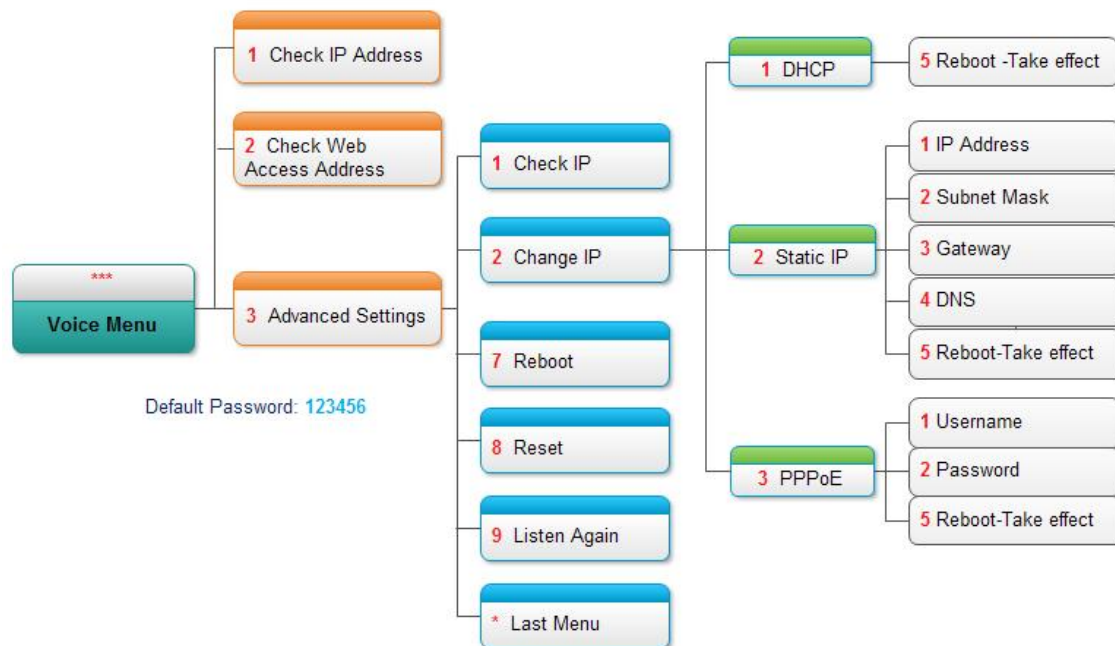 ***
Voice Menu
Default Password: 123456
1 Check IP Address
2 Check Web
Access Address
3 Advanced Settings
1 Check IP
2 Change IP
7 Reboot
8 Reset
9 Listen Again
* Last Menu
1 DHCP
5 Reboot -Take effect
2 Static IP
1 IP Address
2 Subnet Mask
3 Gateway
4 DNS
5 Reboot-Take effect
3 PPPoE
1 Username
2 Password
5 Reboot-Take effect